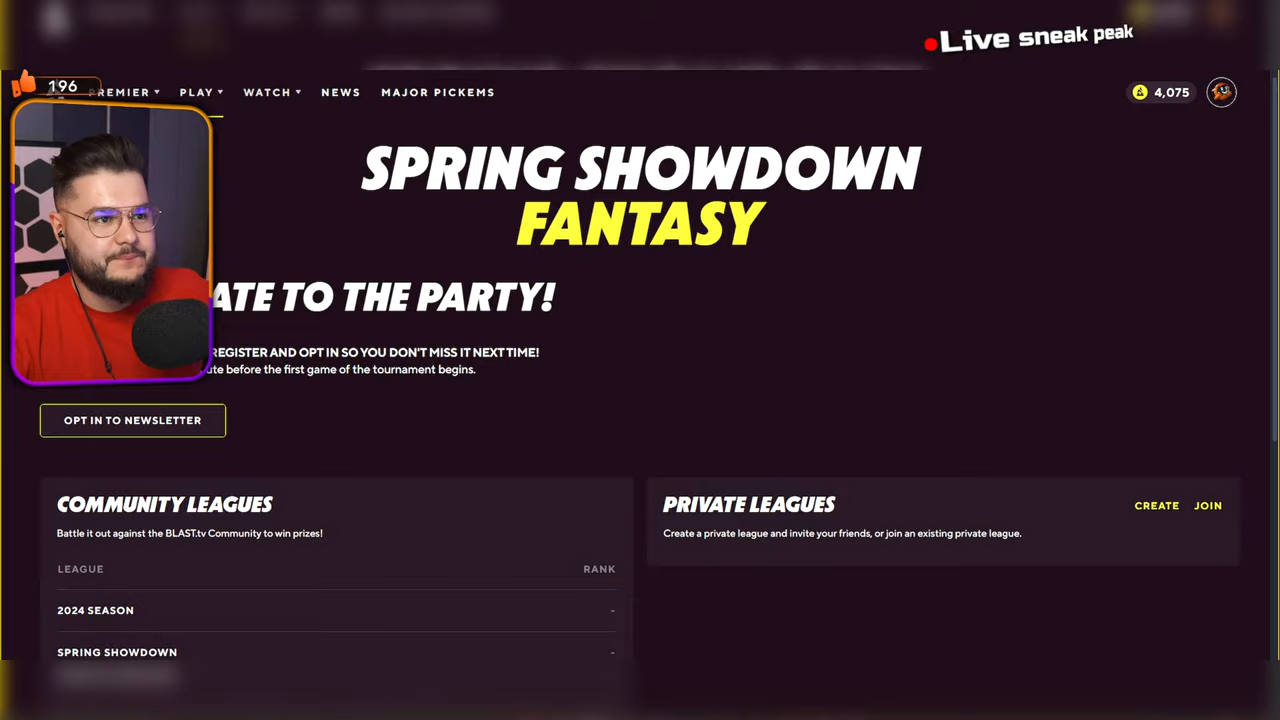 Live sneak peak
196
PREMIER PLAY WATCH NEWS MAJOR PICKEMS
4,075
SPRING SHOWDOWN
FANTASY
ATE TO THE PARTY!
REGISTER AND OPT IN SO YOU DON'T MISS IT NEXT TIME!
before the first game of the tournament begins.
OPT IN TO NEWSLETTER
COMMUNITY LEAGUES
Battle it out against the BLAST.tv Community to win prizes!
LEAGUE RANK
2024 SEASON -
SPRING SHOWDOWN -
PRIVATE LEAGUES
CREATE JOIN
Create a private league and invite your friends, or join an existing private league.